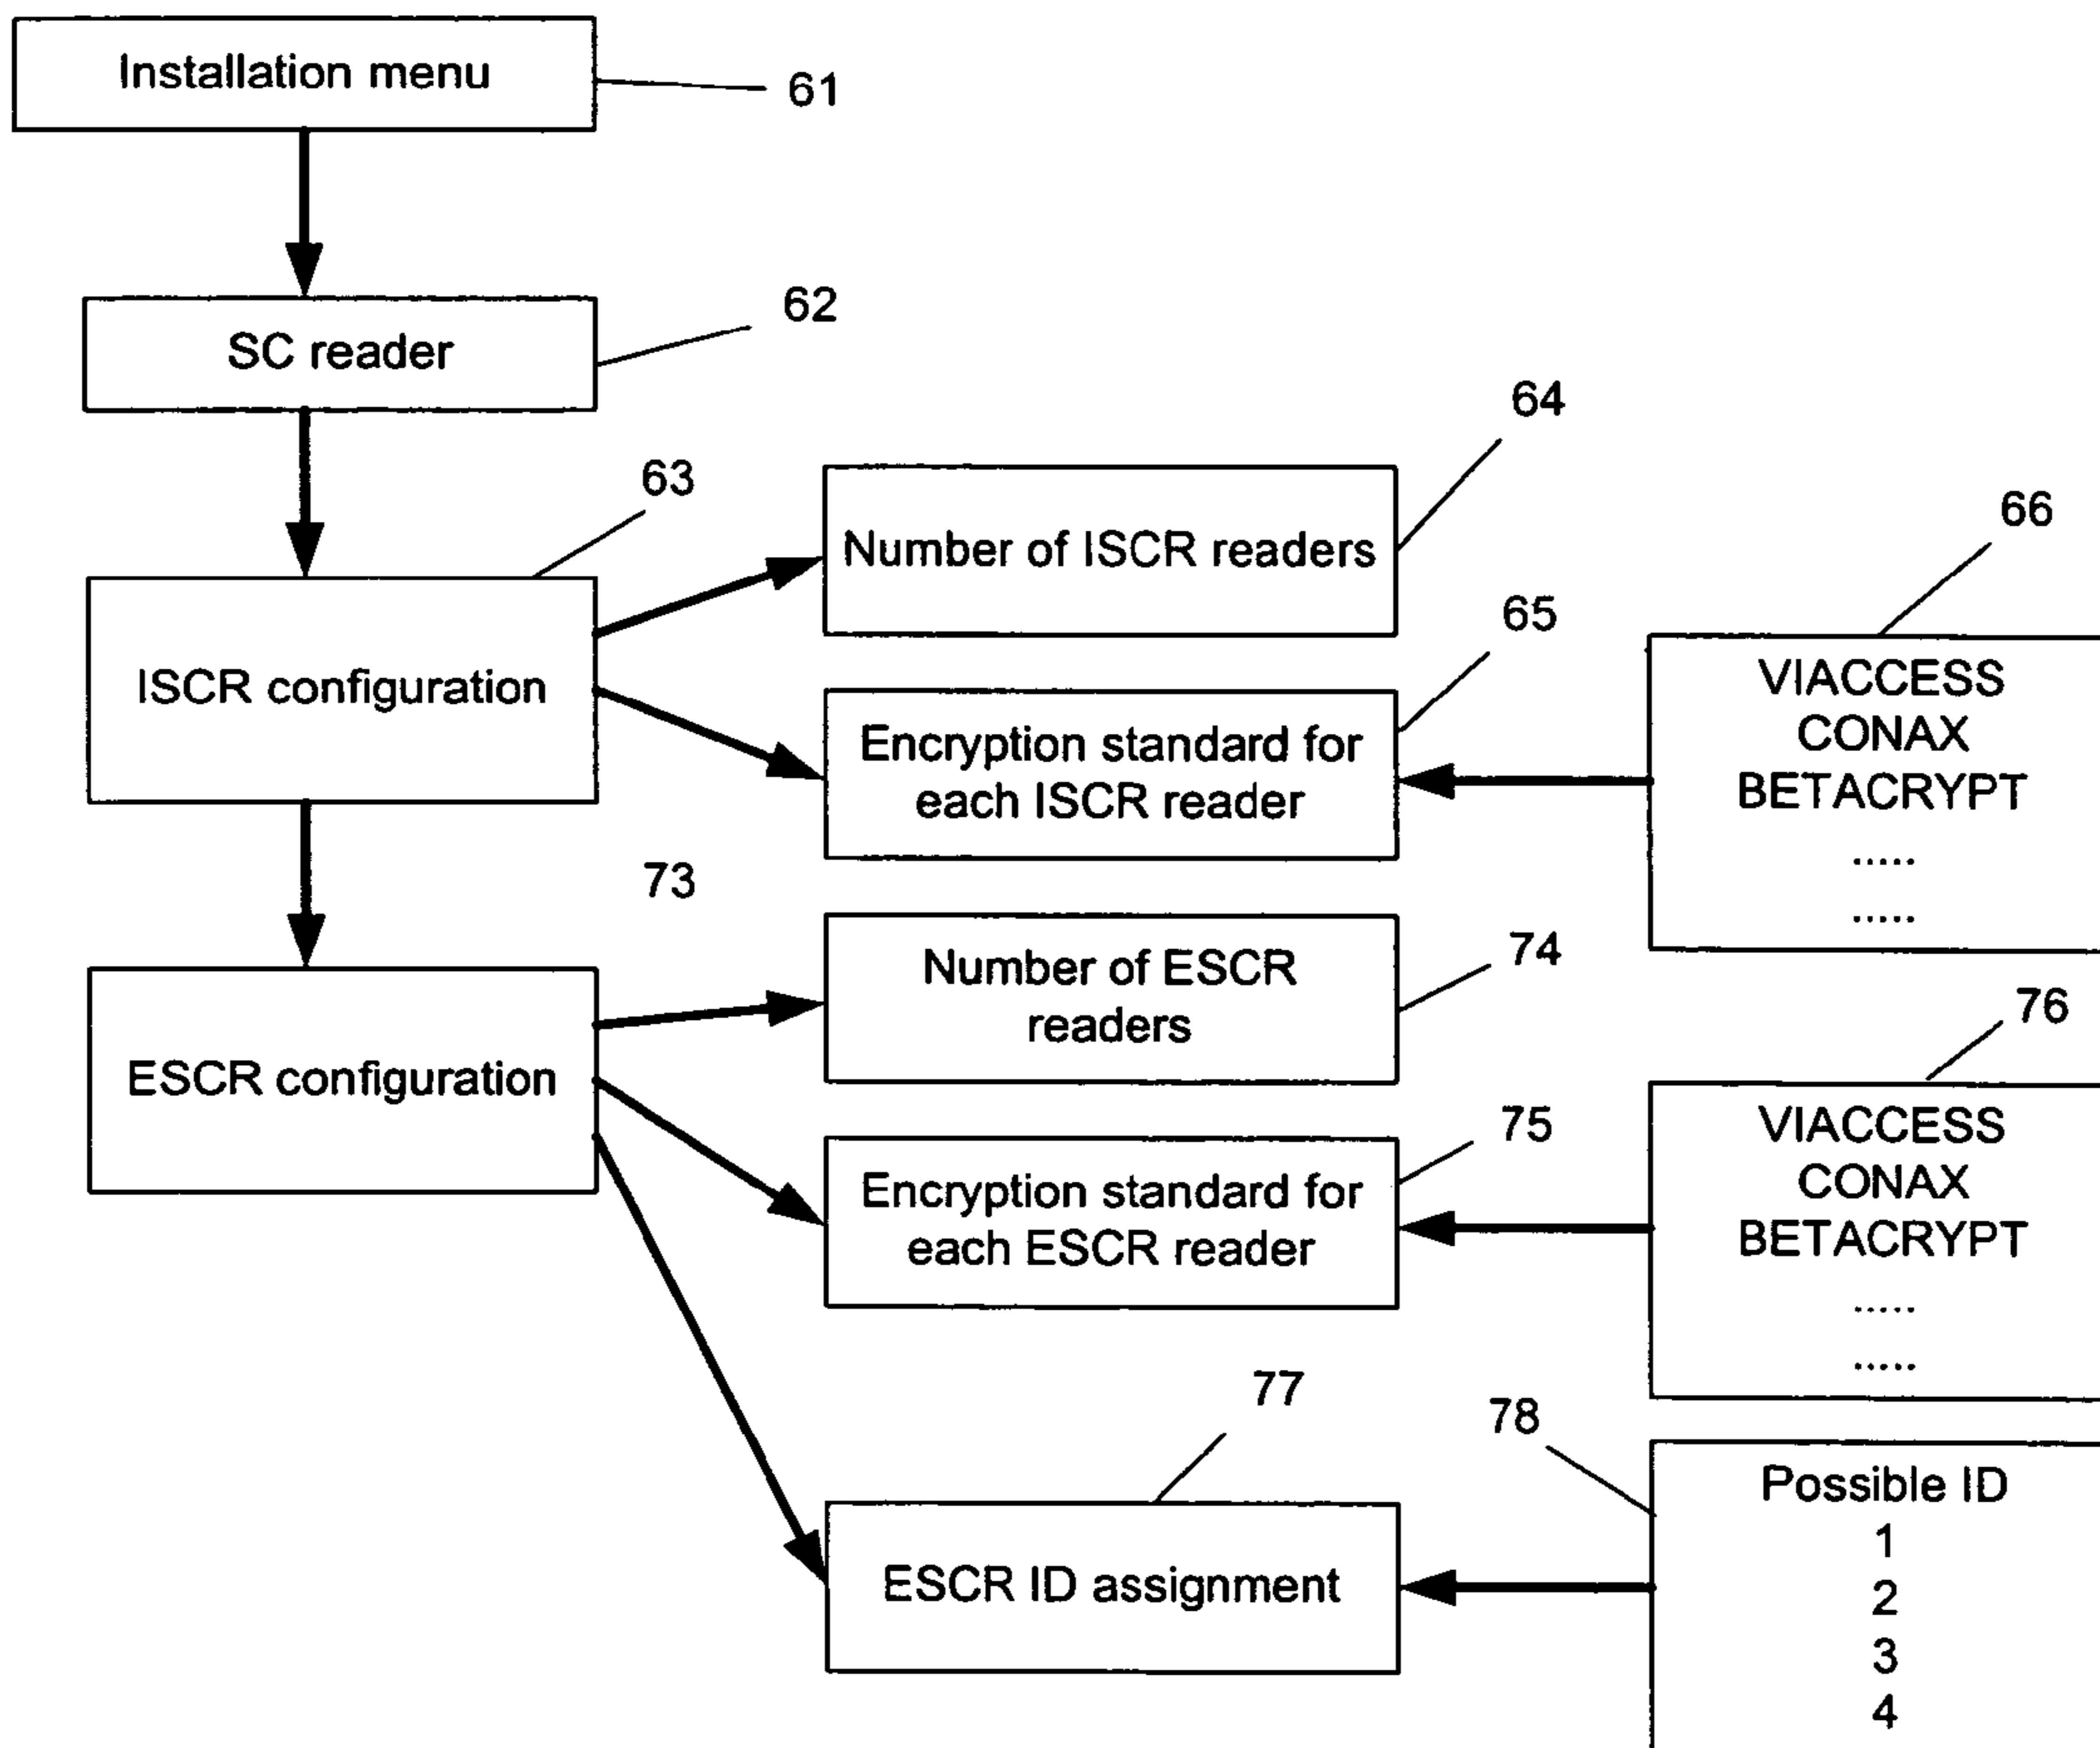 Installation menu
61
SC reader
62
ISCR configuration
63
Number of ISCR readers
64
Encryption standard for
each ISCR reader
65
VIACCESS
CONAX
BETACRYPT
.....
.....
66
ESCR configuration
73
Number of ESCR
readers
74
Encryption standard for
each ESCR reader
75
VIACCESS
CONAX
BETACRYPT
.....
.....
76
ESCR ID assignment
77
Possible ID
1
2
3
4
78